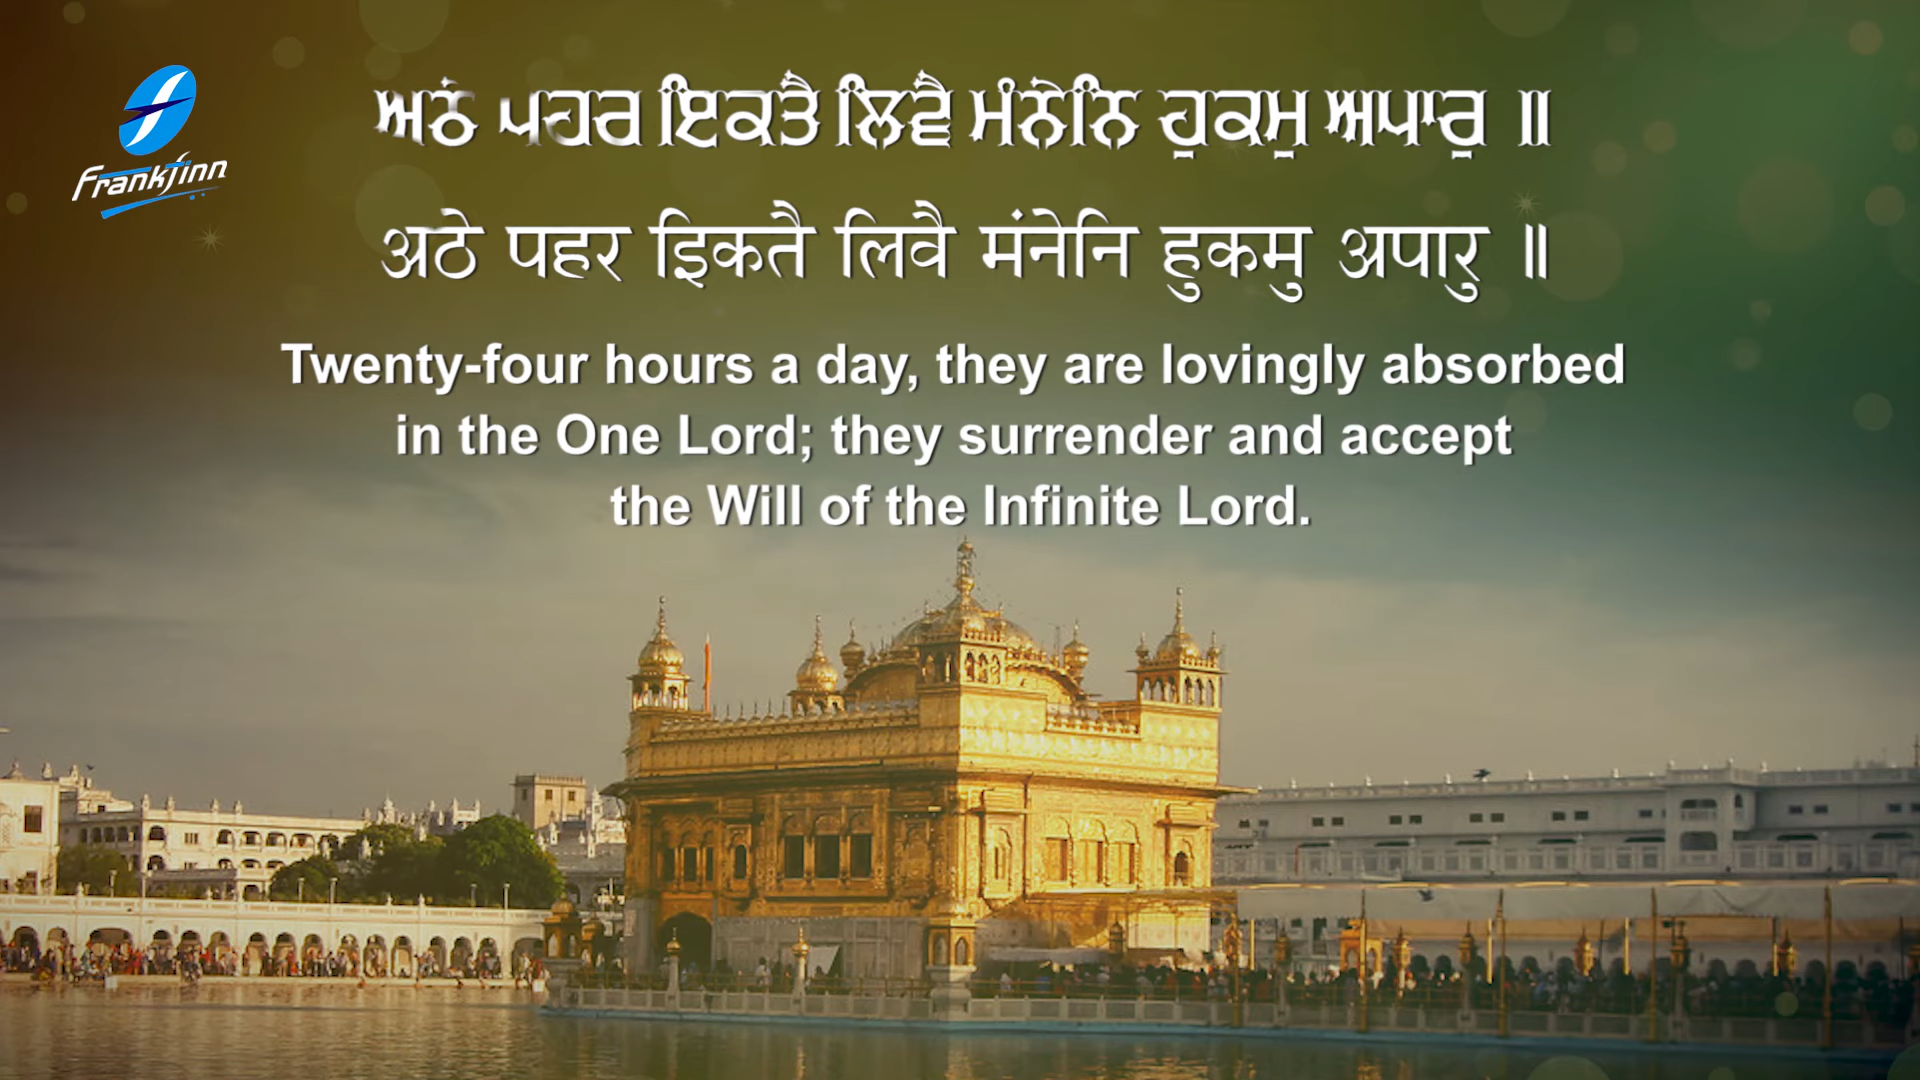 Frankfinn
ਅਠੇ ਪਹਰ ਇਕਤੈ ਲਿਵੈ ਮੰਨੇਨਿ ਹੁਕਮੁ ਅਪਾਰੁ ॥
अठे पहर इिकतै लिवै मंनेनि हुकमु अपारु ॥
Twenty-four hours a day, they are lovingly absorbed
in the One Lord; they surrender and accept
the Will of the Infinite Lord.